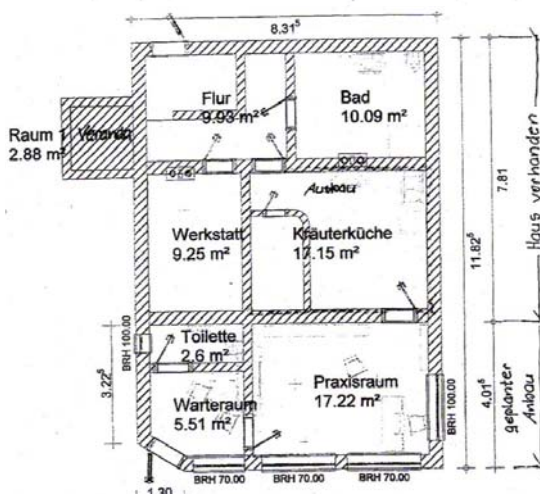 8,31⁵
Flur
9.93 m²
Bad
10.09 m²
Raum 1
2.88 m²
Veranda
Ausbau
Werkstatt
9.25 m²
Kräuterküche
17.15 m²
7.81
11.82⁵
Haus vorhanden
Toilette
2.6 m²
BRH 100.00
3.22⁵
Warteraum
5.51 m²
Praxisraum
17.22 m²
BRH 100.00
4.01⁵
geplanter
Anbau
BRH 70.00
BRH 70.00
BRH 70.00
1.30